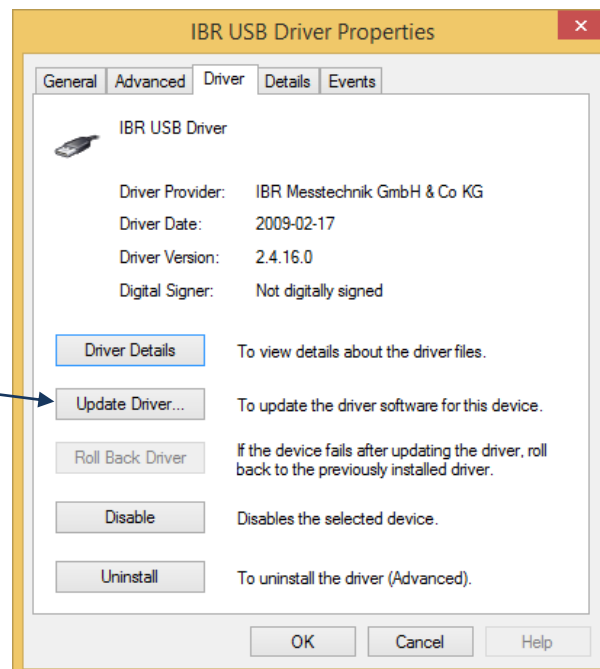 IBR USB Driver Properties
General Advanced Driver Details Events
IBR USB Driver
Driver Provider: IBR Messtechnik GmbH & Co KG
Driver Date: 2009-02-17
Driver Version: 2.4.16.0
Digital Signer: Not digitally signed
Driver Details To view details about the driver files.
Update Driver... To update the driver software for this device.
Roll Back Driver If the device fails after updating the driver, roll
back to the previously installed driver.
Disable Disables the selected device.
Uninstall To uninstall the driver (Advanced).
OK Cancel Help